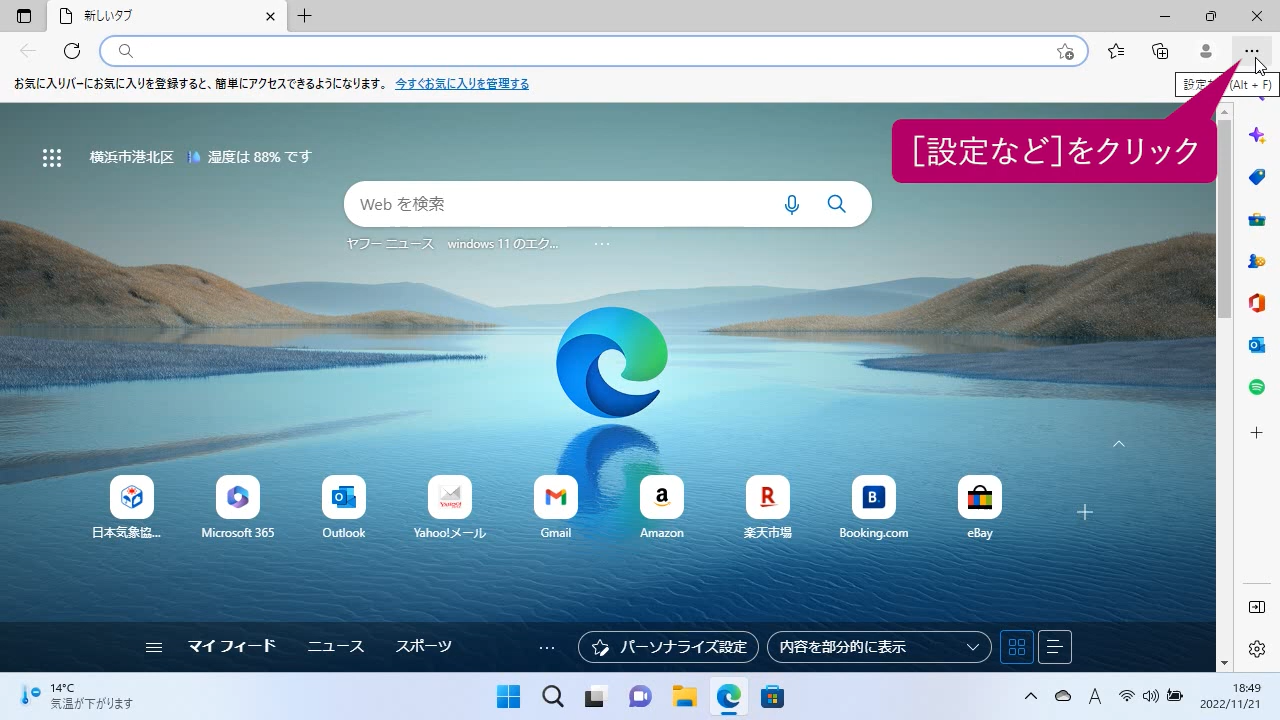 新しいタブ
お気に入りバーにお気に入りを登録すると、簡単にアクセスできるようになります。 今すぐお気に入りを管理する
(Alt + F)
[設定など]をクリック
横浜市港北区 湿度は 88% です
Web を検索
ヤフーニュース windows 11 のエク...
日本気象協... Microsoft 365 Outlook Yahoo!メール Gmail Amazon 楽天市場 Booking.com eBay
マイ フィード ニュース スポーツ ... パーソナライズ設定 内容を部分的に表示
14°C
気温が下がります
A
18:49
2022/11/21